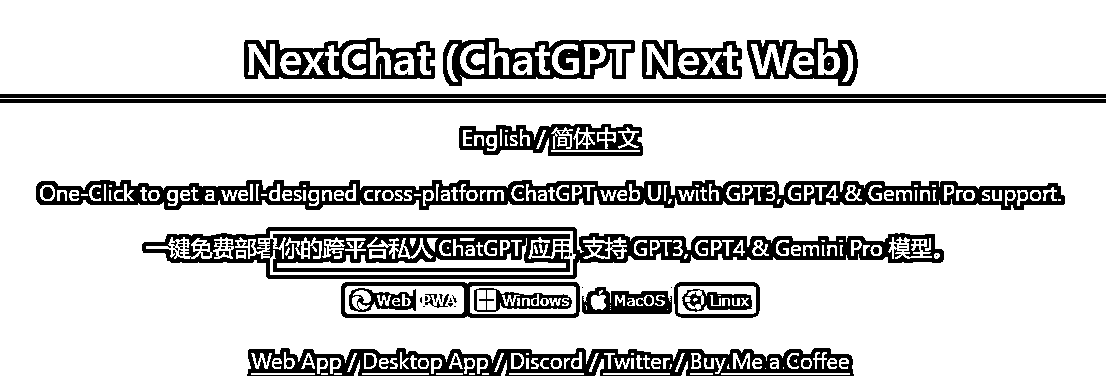 NextChat (ChatGPT Next Web)
English / 简体中文
One-Click to get a well-designed cross-platform ChatGPT web UI, with GPT3, GPT4 & Gemini Pro support.
一键免费部署你的跨平台私人 ChatGPT 应用, 支持 GPT3, GPT4 & Gemini Pro 模型。
Web PWA Windows MacOS Linux
Web App / Desktop App / Discord / Twitter / Buy Me a Coffee